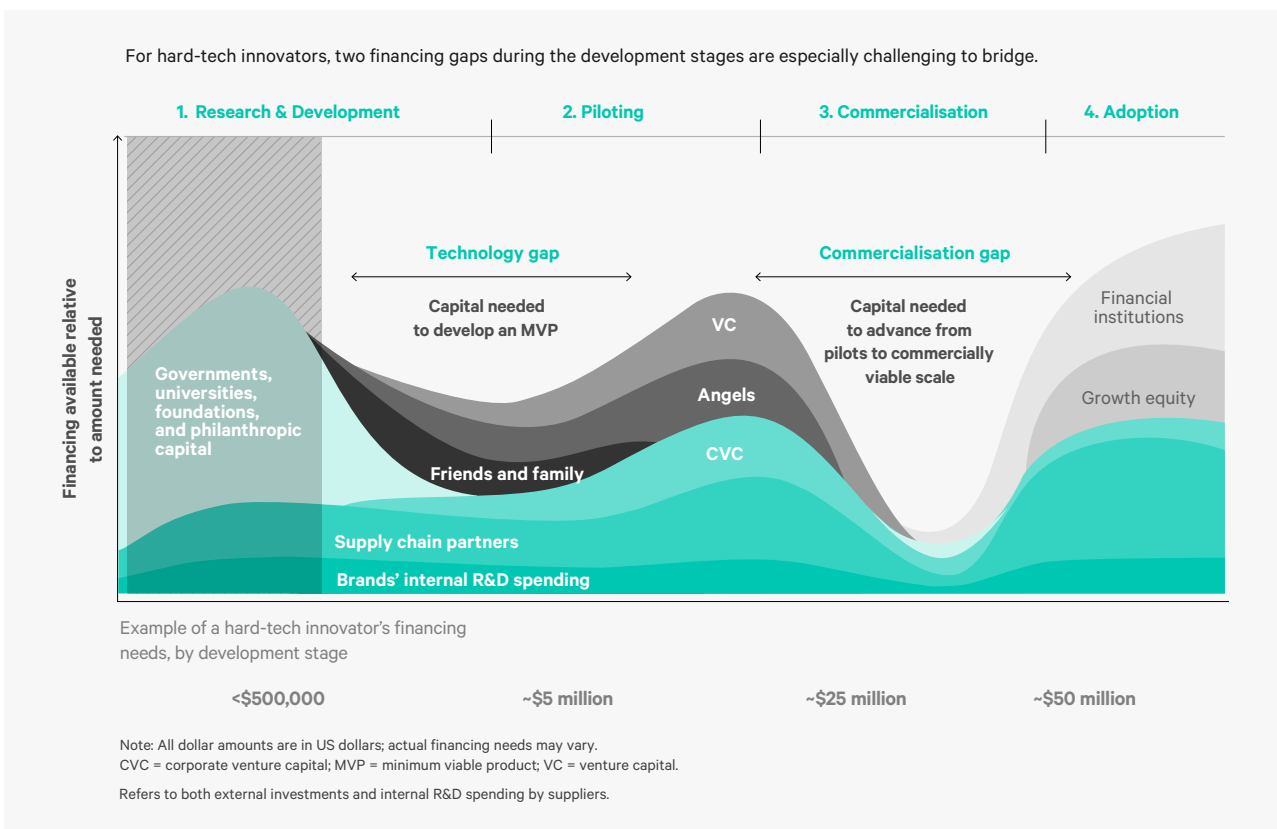 For hard-tech innovators, two financing gaps during the development stages are especially challenging to bridge.
1. Research & Development
2. Piloting
3. Commercialisation
4. Adoption
Financing available relative
to amount needed
Technology gap
Capital needed
to develop an MVP
Commercialisation gap
Capital needed
to advance from
pilots to commercially
viable scale
Governments,
universities,
foundations,
and philanthropic
capital
VC
Angels
CVC
Friends and family
Supply chain partners
Brands’ internal R&D spending
Financial
institutions
Growth equity
Example of a hard-tech innovator’s financing
needs, by development stage
<$500,000
~$5 million
~$25 million
~$50 million
Note: All dollar amounts are in US dollars; actual financing needs may vary.
CVC = corporate venture capital; MVP = minimum viable product; VC = venture capital.
Refers to both external investments and internal R&D spending by suppliers.